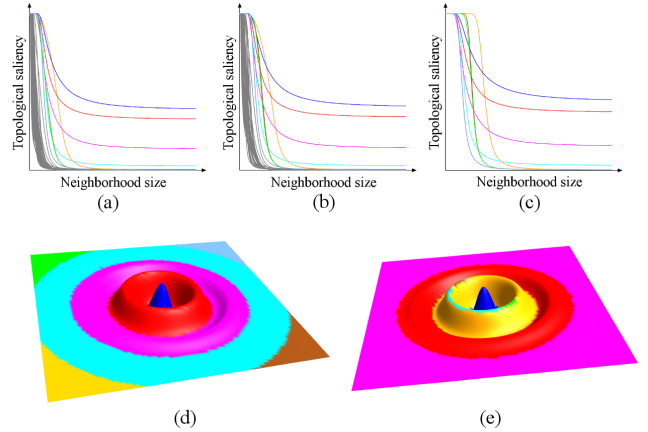 Topological saliency
Neighborhood size
(a)
Topological saliency
Neighborhood size
(b)
Topological saliency
Neighborhood size
(c)
(d)
(e)